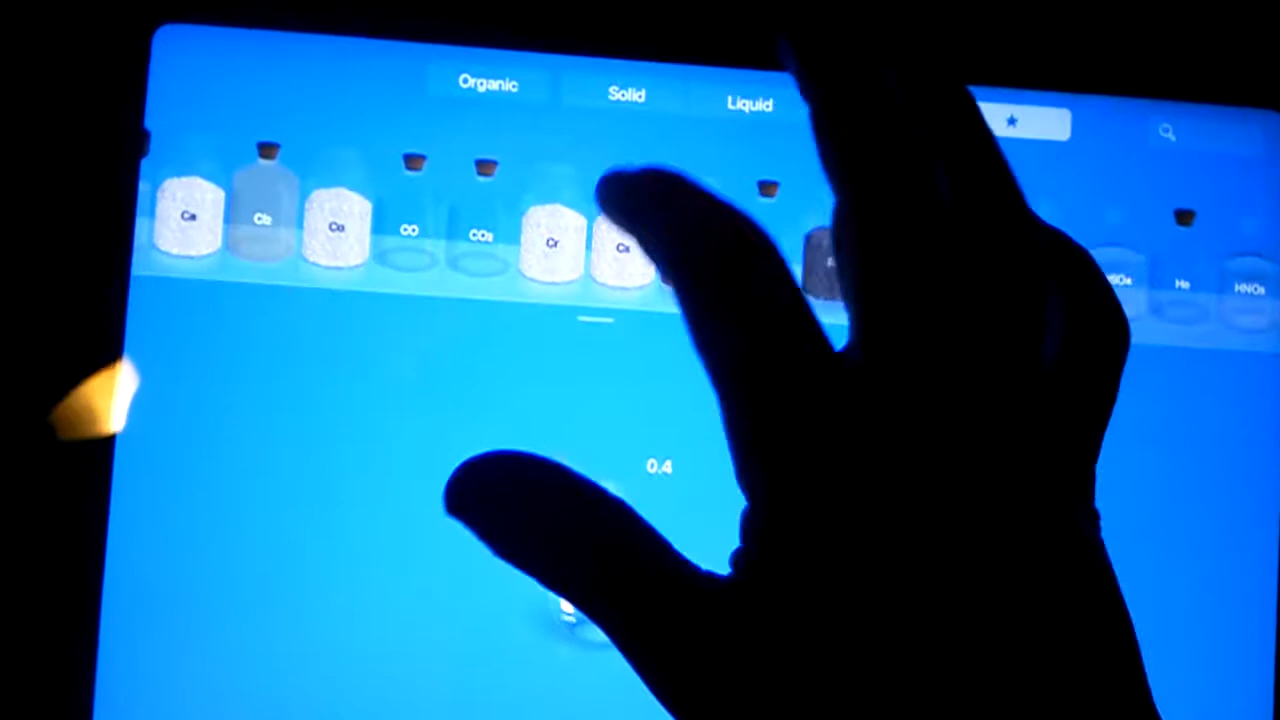 Organic
Solid
Liquid
Ca
Cl₂
Co
CO
CO₂
Cr
Cs
He
HNO₃
0.4